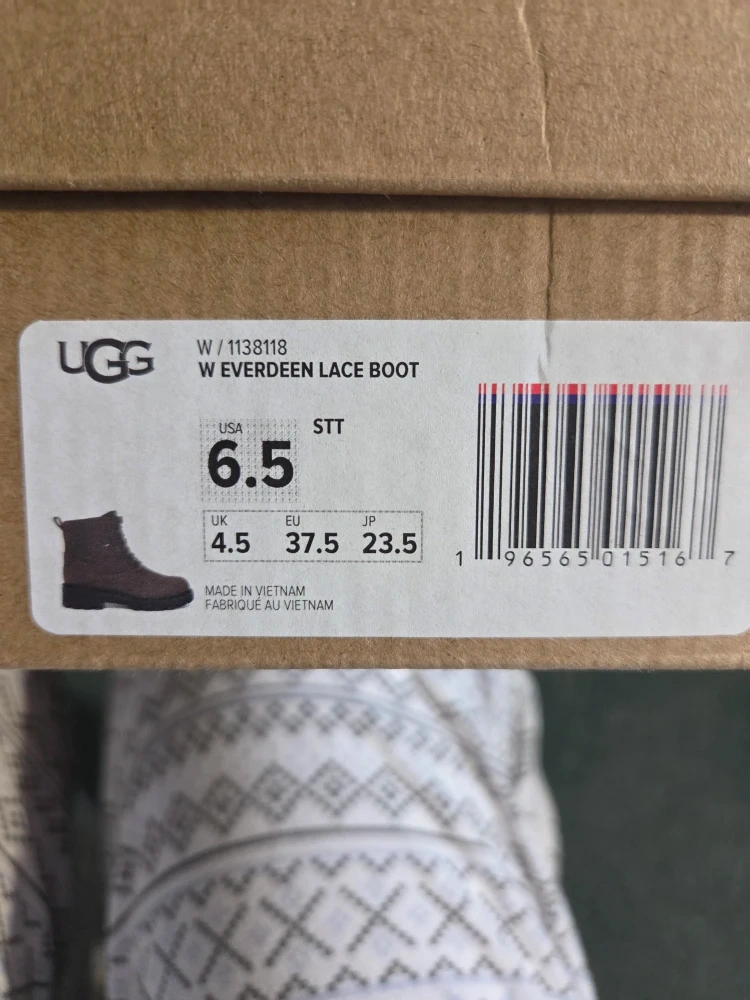 UGG
W / 1138118
W EVERDEEN LACE BOOT
USA
6.5
STT
UK EU JP
4.5 37.5 23.5
MADE IN VIETNAM
FABRIQUÉ AU VIETNAM
1 96565 01516 7